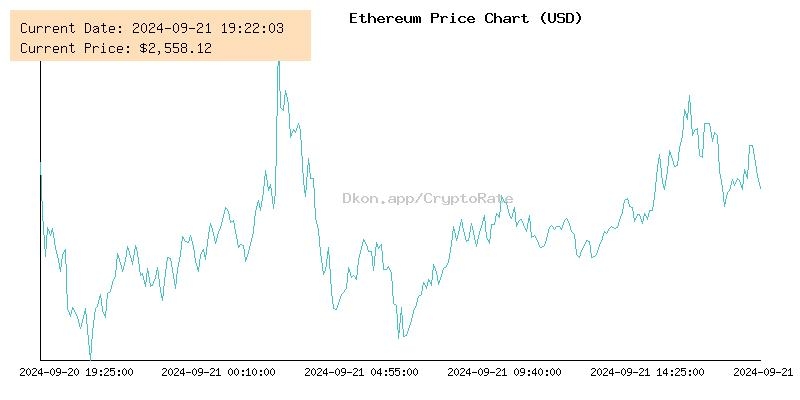 Ethereum Price Chart (USD)
Current Date: 2024-09-21 19:22:03
Current Price: $2,558.12
Dkon.app/CryptoRate
2024-09-20 19:25:00 2024-09-21 00:10:00 2024-09-21 04:55:00 2024-09-21 09:40:00 2024-09-21 14:25:00 2024-09-21